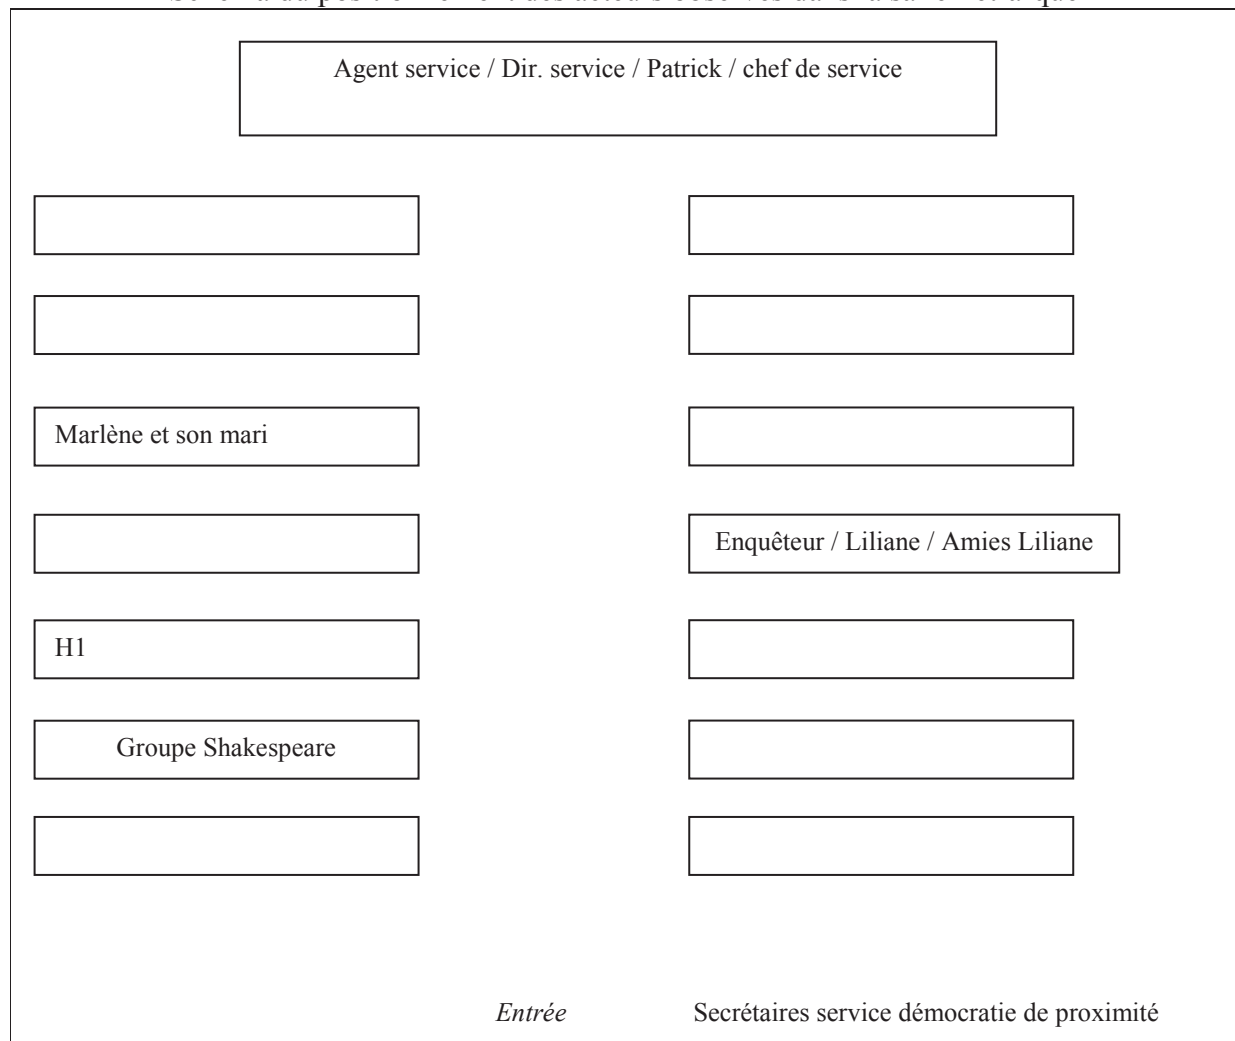 Agent service / Dir. service / Patrick / chef de service
Marlène et son mari
Enquêteur / Liliane / Amies Liliane
H1
Groupe Shakespeare
Entrée
Secrétaires service démocratie de proximité